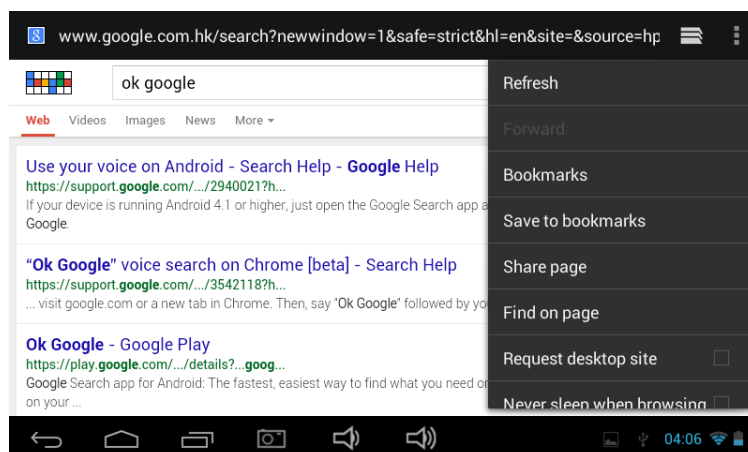 8 www.google.com.hk/search?newwindow=1&safe=strict&hl=en&site=&source=hp
ok google
Web Videos Images News More
Use your voice on Android - Search Help - Google Help
https://support.google.com/.../2940021?h...
If your device is running Android 4.1 or higher, just open the Google Search app a
Google.
“Ok Google” voice search on Chrome [beta] - Search Help
https://support.google.com/.../3542118?h...
... visit google.com or a new tab in Chrome. Then, say "Ok Google" followed by yo
Ok Google - Google Play
https://play.google.com/.../details?...goog...
Google Search app for Android: The fastest, easiest way to find what you need or
on your ...
Refresh
Forward
Bookmarks
Save to bookmarks
Share page
Find on page
Request desktop site
Never sleen when browsing
04:06